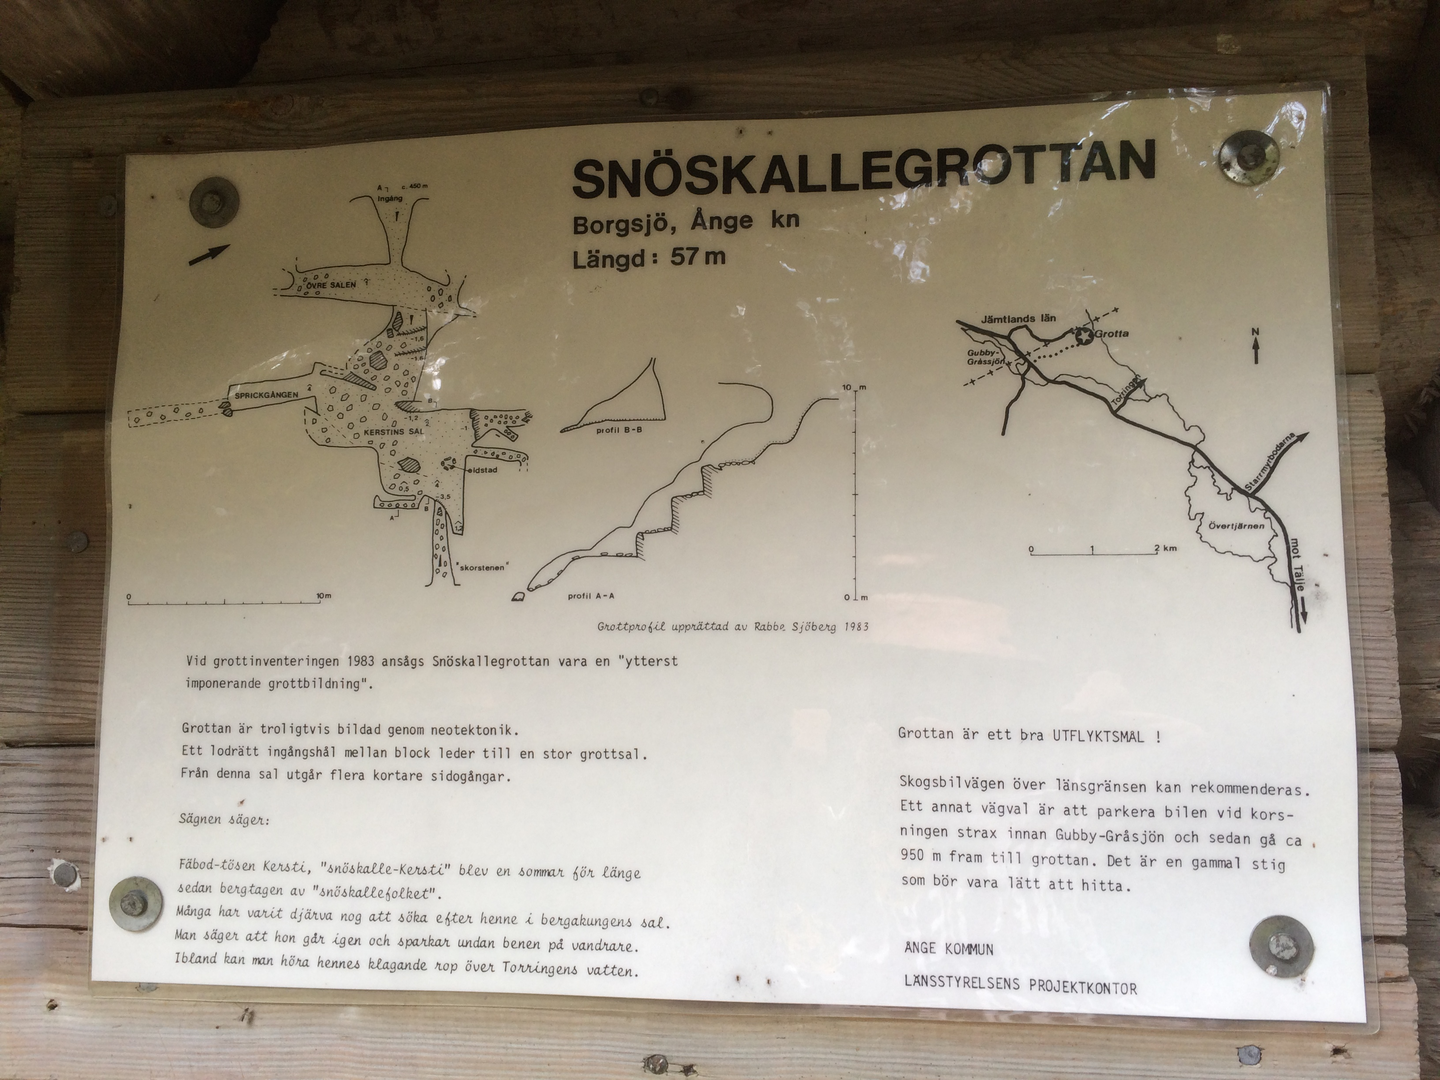 SNÖSKALLEGROTTAN
Borgsjö, Ånge kn
Längd: 57 m
A c. 450 m
Ingång
ÖVRE SALEN ?
SPRICKGÅNGEN
KERSTINS SAL
eldstad
"skorstenen"
0 10m
profil B-B
profil A-A
10 m
0 m
Grottprofil upprättad av Rabbe Sjöberg 1983
Jämtlands län
Grotta
Gubby-
Gråssjön
Torringen
Starrmyrbodarna
Övertjärnen
mot Tälje
N
0 1 2 km
Vid grottinventeringen 1983 ansågs Snöskallegrottan vara en "ytterst
imponerande grottbildning".
Grottan är troligtvis bildad genom neotektonik.
Ett lodrätt ingångshål mellan block leder till en stor grottsal.
Från denna sal utgår flera kortare sidogångar.
Sägnen säger:
Fäbod-tösen Kersti, "snöskalle-Kersti" blev en sommar för länge
sedan bergtagen av "snöskallefolket".
Många har varit djärva nog att söka efter henne i bergakungens sal.
Man säger att hon går igen och sparkar undan benen på vandrare.
Ibland kan man höra hennes klagande rop över Torringens vatten.
Grottan är ett bra UTFLYKTSMÅL !
Skogsbilvägen över länsgränsen kan rekommenderas.
Ett annat vägval är att parkera bilen vid kors-
ningen strax innan Gubby-Gråsjön och sedan gå ca
950 m fram till grottan. Det är en gammal stig
som bör vara lätt att hitta.
ÅNGE KOMMUN
LÄNSSTYRELSENS PROJEKTKONTOR